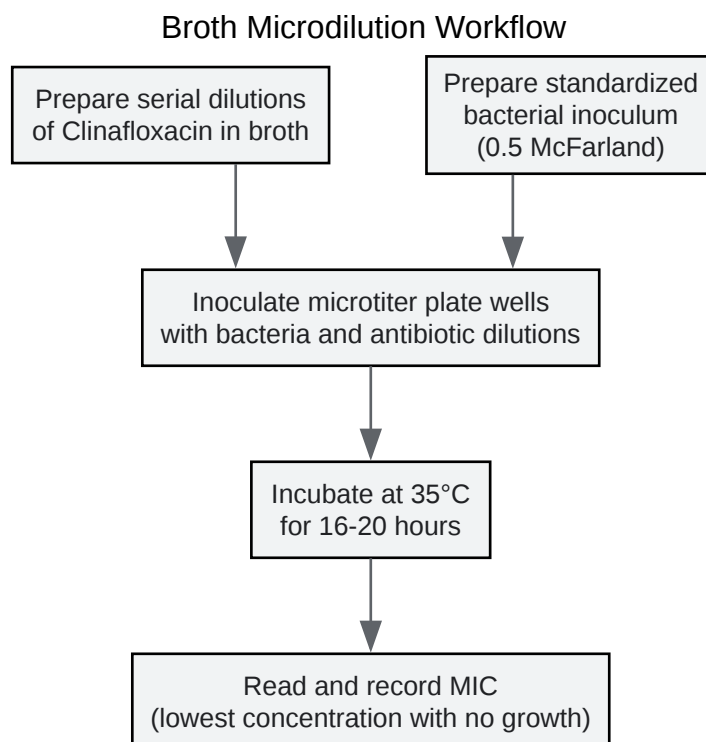 Broth Microdilution Workflow
Prepare serial dilutions
of Clinafloxacin in broth
Prepare standardized
bacterial inoculum
(0.5 McFarland)
Inoculate microtiter plate wells
with bacteria and antibiotic dilutions
Incubate at 35°C
for 16-20 hours
Read and record MIC
(lowest concentration with no growth)